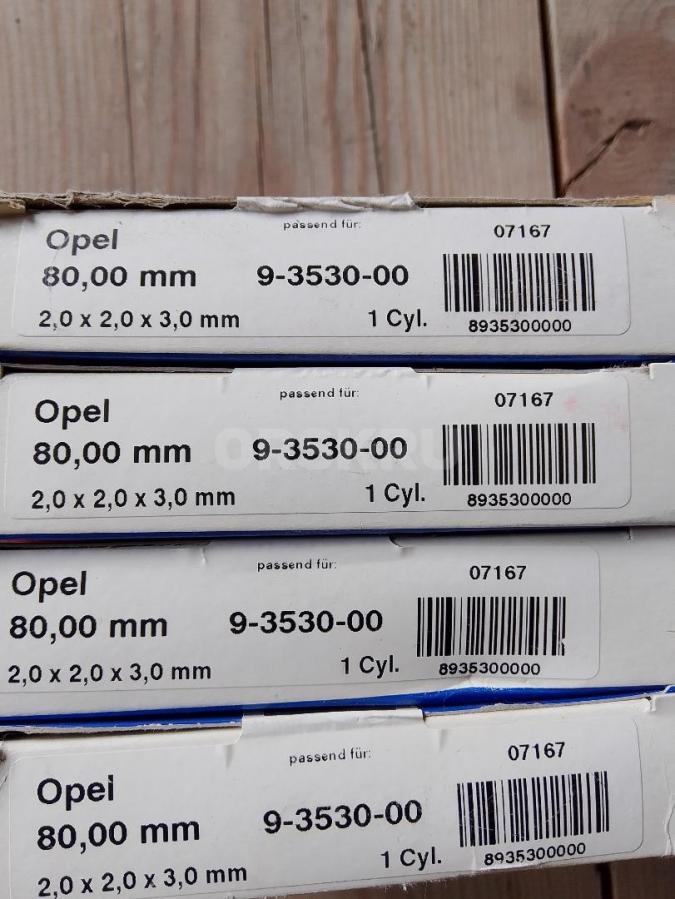 Opel
passend für:
07167
80,00 mm
9-3530-00
2,0 x 2,0 x 3,0 mm
1 Cyl.
8935300000
Opel
passend für:
07167
80,00 mm
9-3530-00
2,0 x 2,0 x 3,0 mm
1 Cyl.
8935300000
ORSK.RU
Opel
passend für:
07167
80,00 mm
9-3530-00
2,0 x 2,0 x 3,0 mm
1 Cyl.
8935300000
Opel
passend für:
07167
80,00 mm
9-3530-00
2,0 x 2,0 x 3,0 mm
1 Cyl.
8935300000